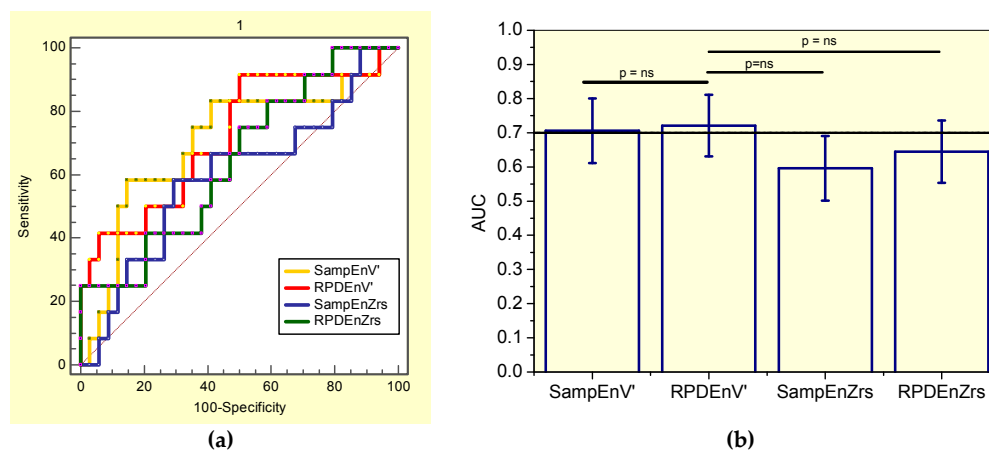 1
100
80
60
40
20
0
Sensitivity
0 20 40 60 80 100
100-Specificity
SampEnV'
RPDEnV'
SampEnZrs
RPDEnZrs
(a)
1.0
0.9
0.8
0.7
0.6
0.5
0.4
0.3
0.2
0.1
0.0
AUC
p = ns
p=ns
p = ns
SampEnV' RPDEnV' SampEnZrs RPDEnZrs
(b)